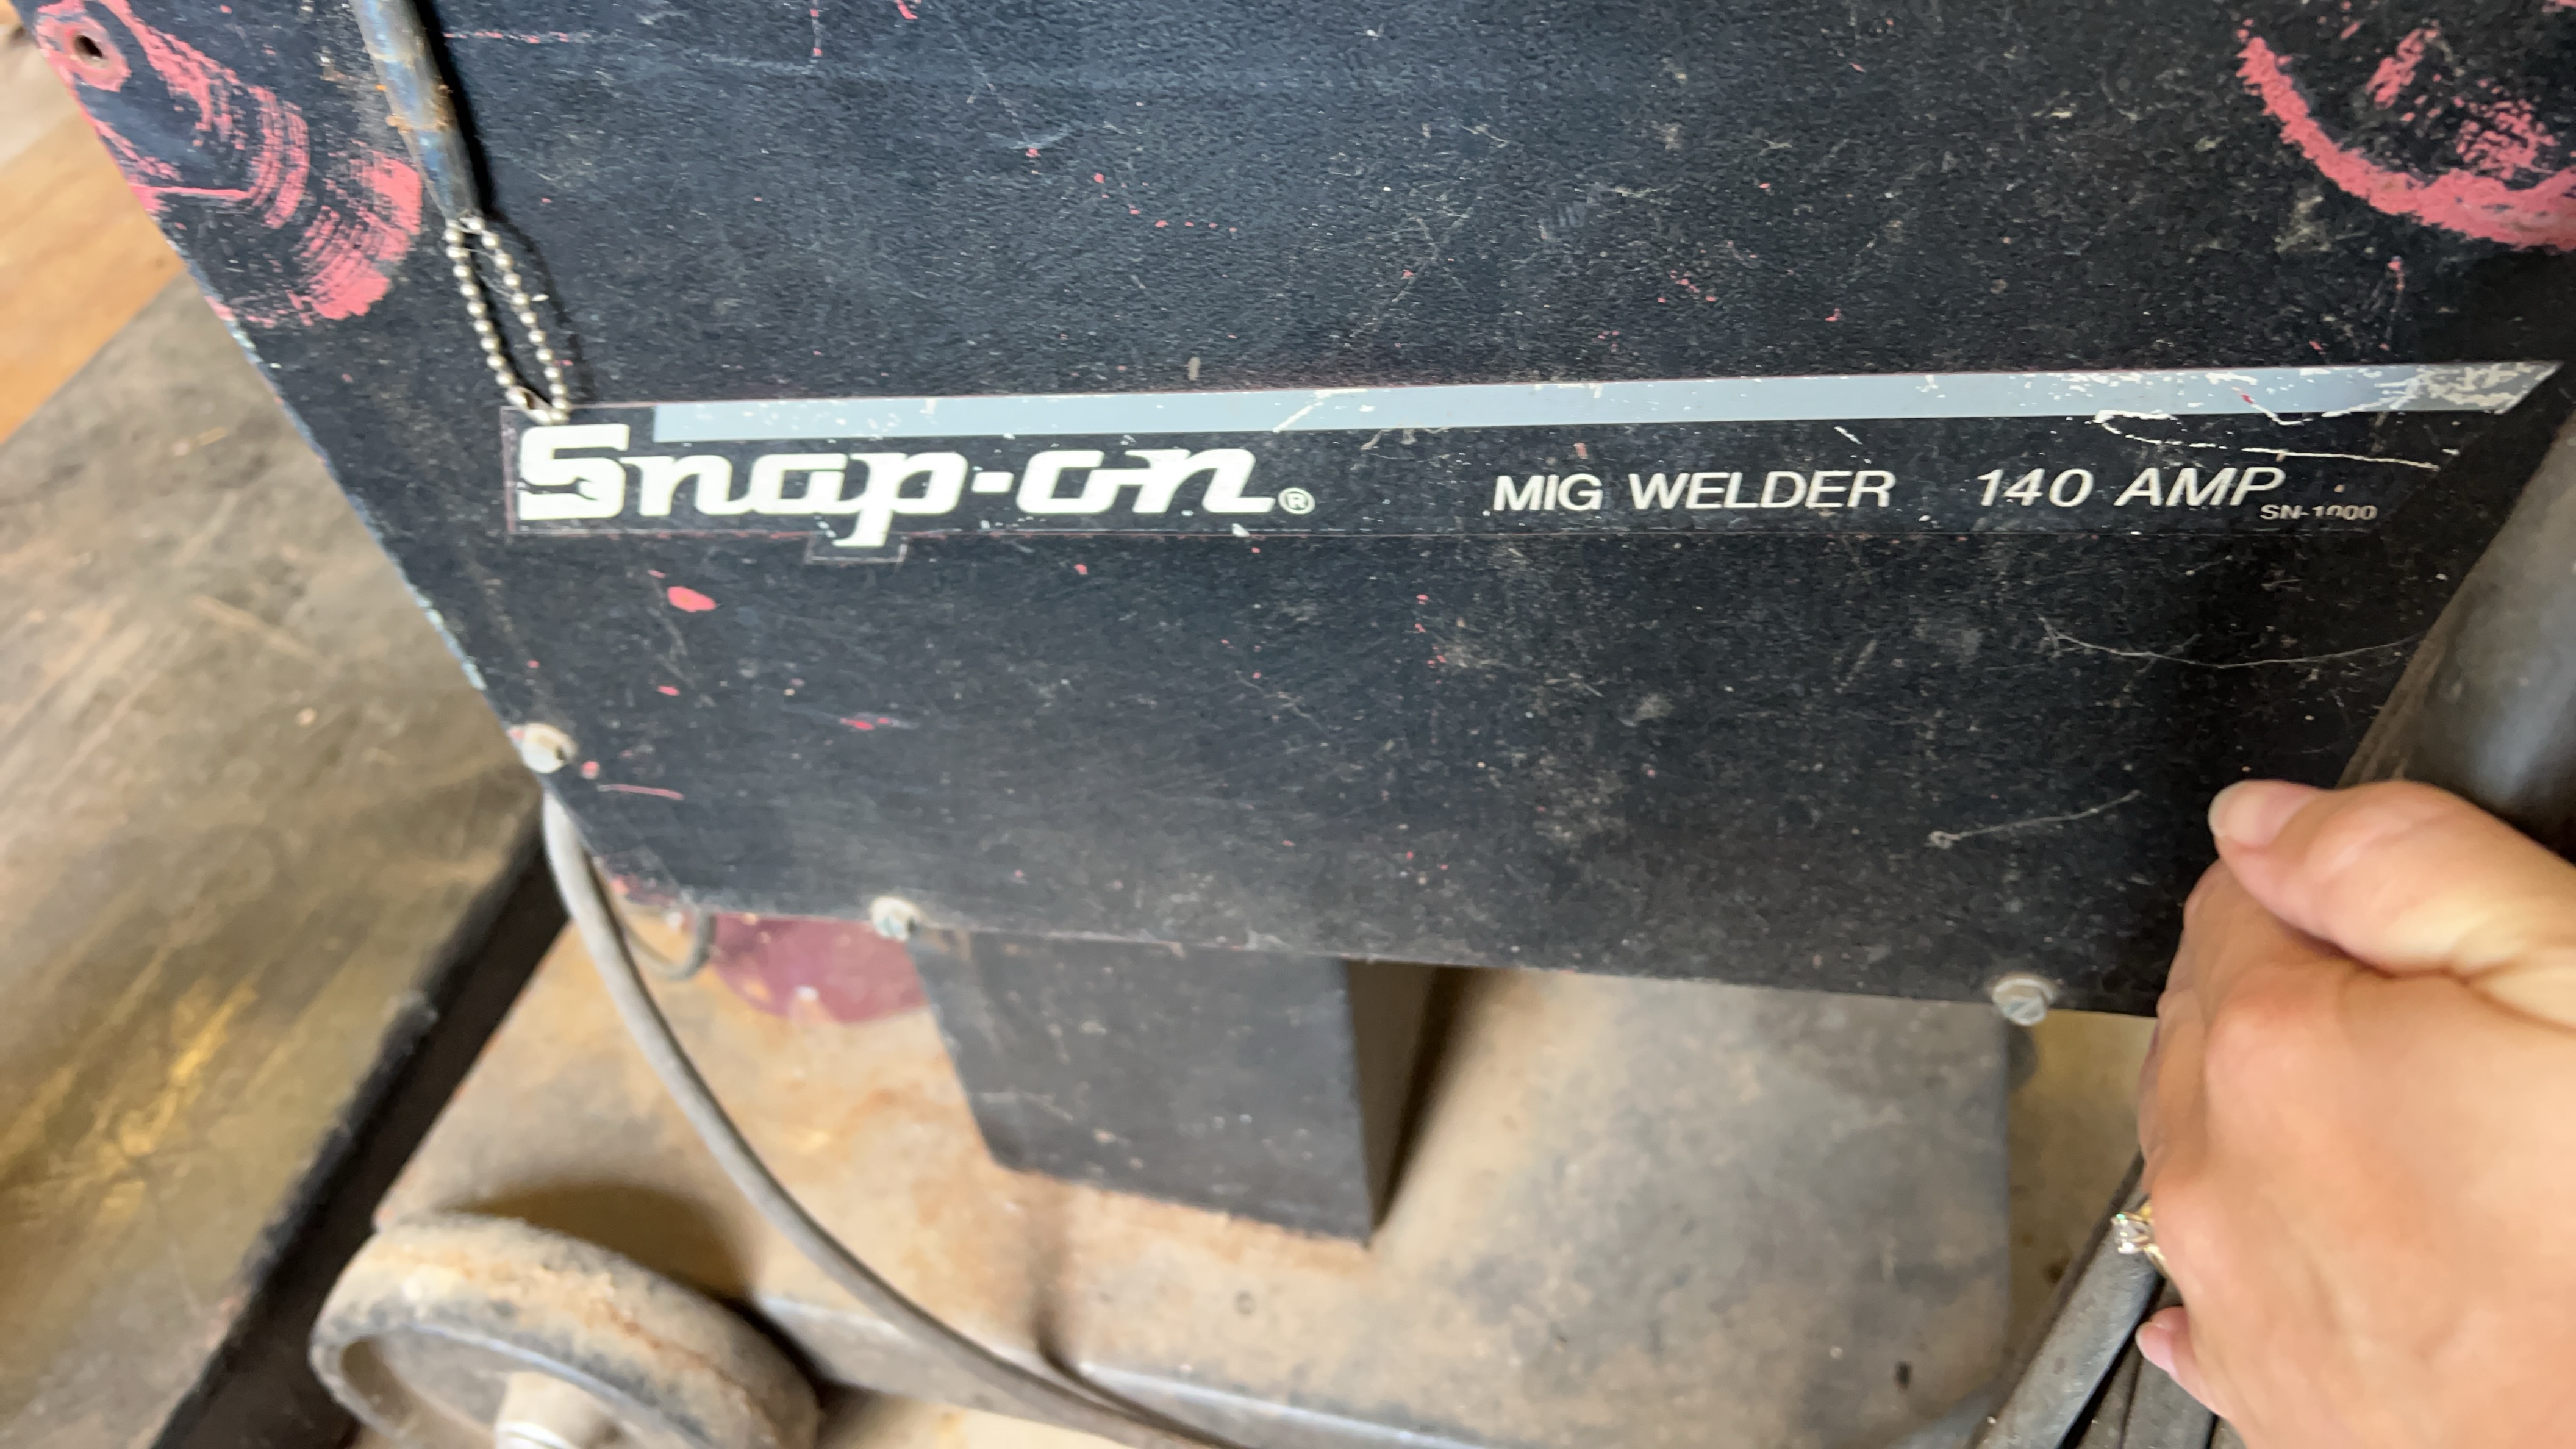 Snap-on® MIG WELDER 140 AMP
SN-1000